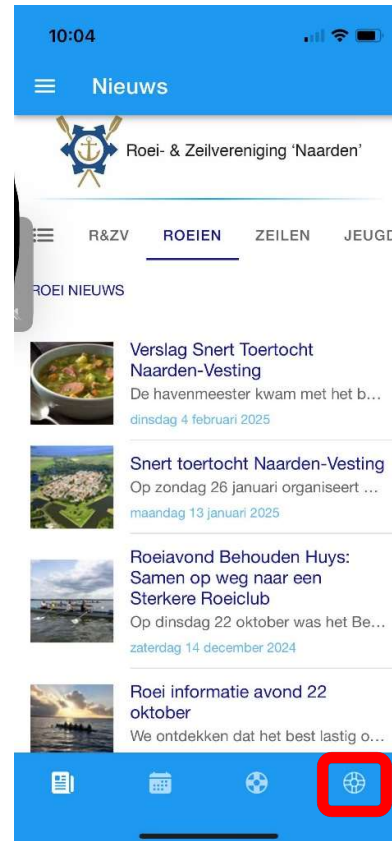 10:04
Nieuws
Roei- & Zeilvereniging ‘Naarden’
R&ZV ROEIEN ZEILEN JEUGD
ROEI NIEUWS
Verslag Snert Toertocht
Naarden-Vesting
De havenmeester kwam met het b...
dinsdag 4 februari 2025
Snert toertocht Naarden-Vesting
Op zondag 26 januari organiseert ...
maandag 13 januari 2025
Roeiavond Behouden Huys:
Samen op weg naar een
Sterkere Roeiclub
Op dinsdag 22 oktober was het Be...
zaterdag 14 december 2024
Roei informatie avond 22
oktober
We ontdekken dat het best lastig o...